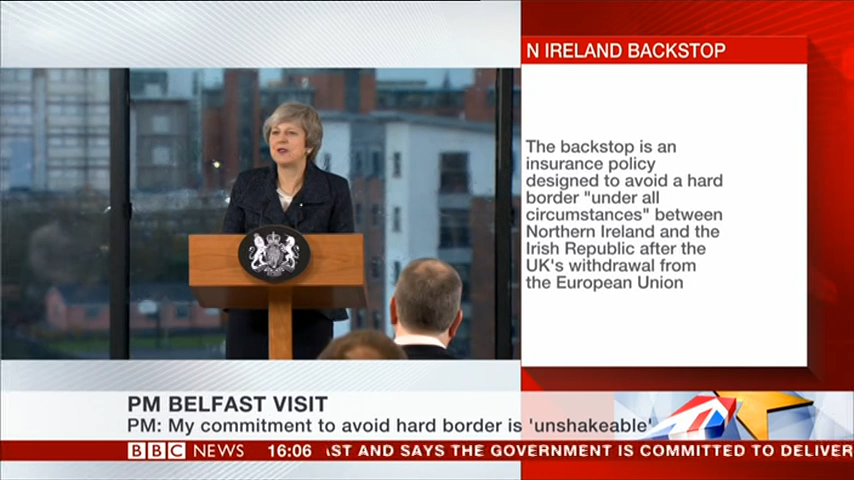 N IRELAND BACKSTOP
The backstop is an
insurance policy
designed to avoid a hard
border "under all
circumstances" between
Northern Ireland and the
Irish Republic after the
UK's withdrawal from
the European Union
PM BELFAST VISIT
PM: My commitment to avoid hard border is 'unshakeable'
BBC NEWS 16:06 AST AND SAYS THE GOVERNMENT IS COMMITTED TO DELIVER